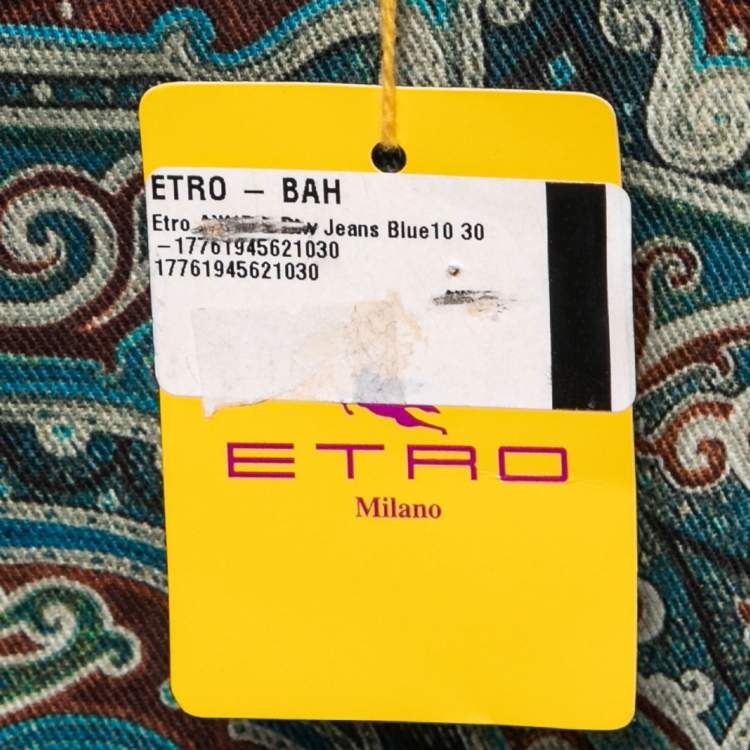 ETRO – BAH
Etro Jeans Blue10 30
–17761945621030
17761945621030
ETRO
Milano